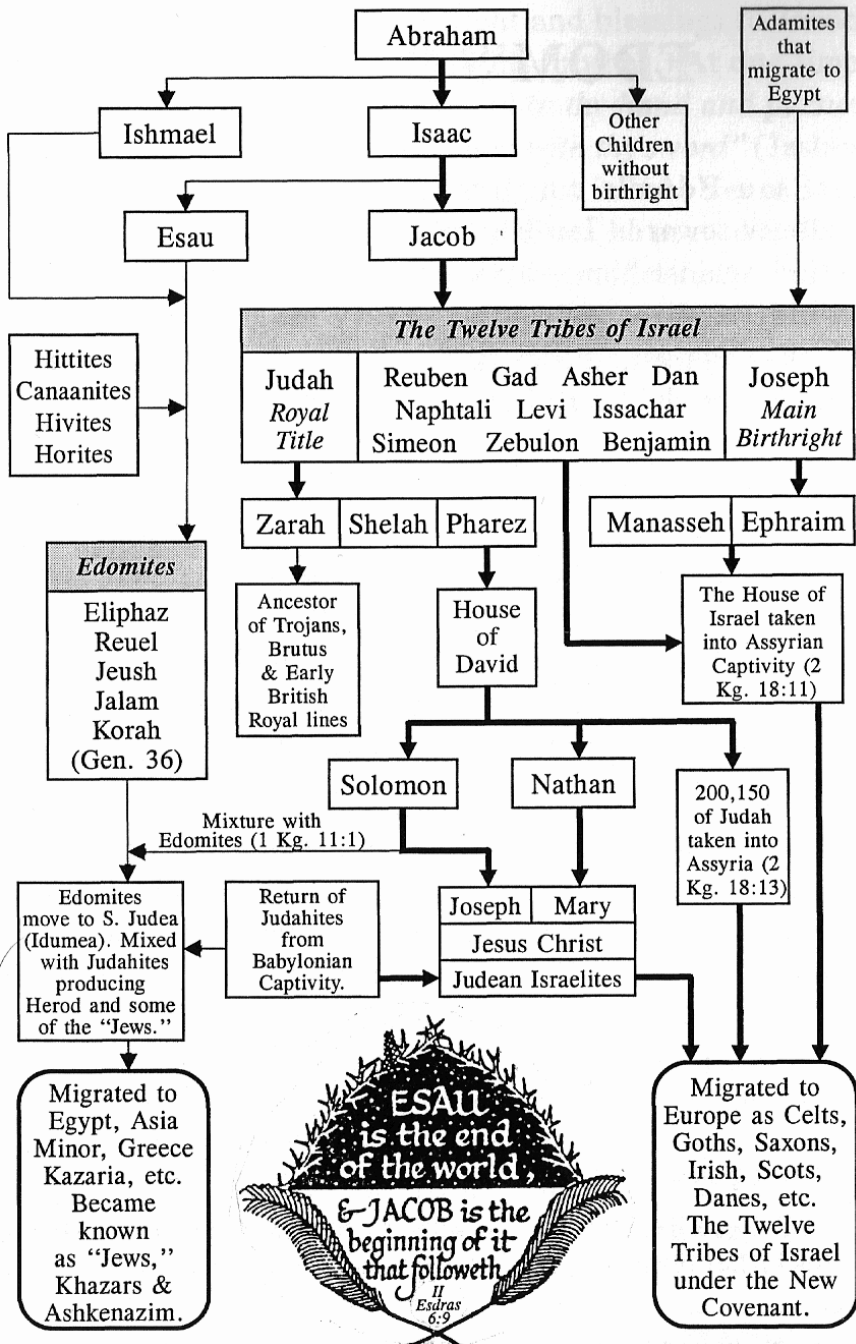 Abraham
Adamites
that
migrate to
Egypt
Ishmael
Isaac
Other
Children
without
birthright
Esau
Jacob
The Twelve Tribes of Israel
Hittites
Canaanites
Hivites
Horites
Judah
Royal
Title
Reuben Gad Asher Dan
Naphtali Levi Issachar
Simeon Zebulon Benjamin
Joseph
Main
Birthright
Zarah
Shelah
Pharez
Manasseh
Ephraim
Edomites
Eliphaz
Reuel
Jeush
Jalam
Korah
(Gen. 36)
Ancestor
of Trojans,
Brutus
& Early
British
Royal lines
House
of
David
The House of
Israel taken
into Assyrian
Captivity (2
Kg. 18:11)
Solomon
Nathan
200,150
of Judah
taken into
Assyria (2
Kg. 18:13)
Mixture with
Edomites (1 Kg. 11:1)
Edomites
move to S. Judea
(Idumea). Mixed
with Judahites
producing
Herod and some
of the “Jews.”
Return of
Judahites
from
Babylonian
Captivity.
Joseph
Mary
Jesus Christ
Judean Israelites
Migrated to
Egypt, Asia
Minor, Greece
Kazaria, etc.
Became
known
as “Jews,”
Khazars &
Ashkenazim.
ESAU
is the end
of the world,
& JACOB is the
beginning of it
that followeth
II
Esdras
6:9
Migrated to
Europe as Celts,
Goths, Saxons,
Irish, Scots,
Danes, etc.
The Twelve
Tribes of Israel
under the New
Covenant.